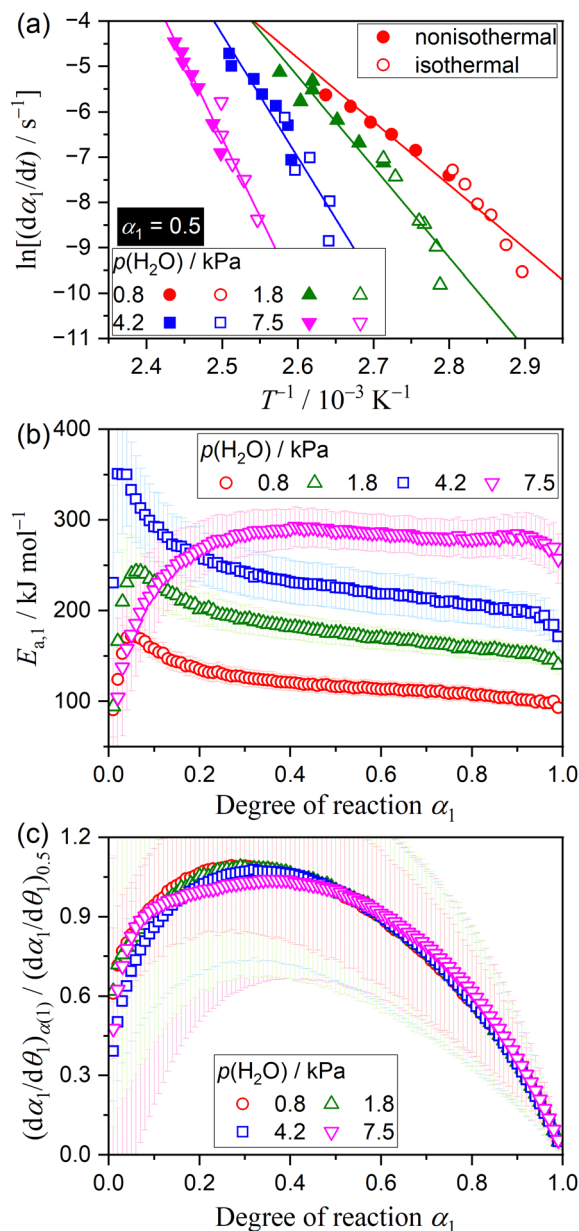 (a)
−4
−5
−6
−7
−8
−9
−10
−11
ln[(dα₁/dt) / s⁻¹]
nonisothermal
isothermal
α₁ = 0.5
p(H₂O) / kPa
0.8 1.8
4.2 7.5
2.4 2.5 2.6 2.7 2.8 2.9
T⁻¹ / 10⁻³ K⁻¹
(b)
400
300
200
100
Eₐ,₁ / kJ mol⁻¹
p(H₂O) / kPa
0.8 1.8 4.2 7.5
0.0 0.2 0.4 0.6 0.8 1.0
Degree of reaction α₁
(c)
1.2
0.9
0.6
0.3
0.0
(dα₁/dθ₁)α(1) / (dα₁/dθ₁)0.5
p(H₂O) / kPa
0.8 1.8
4.2 7.5
0.0 0.2 0.4 0.6 0.8 1.0
Degree of reaction α₁